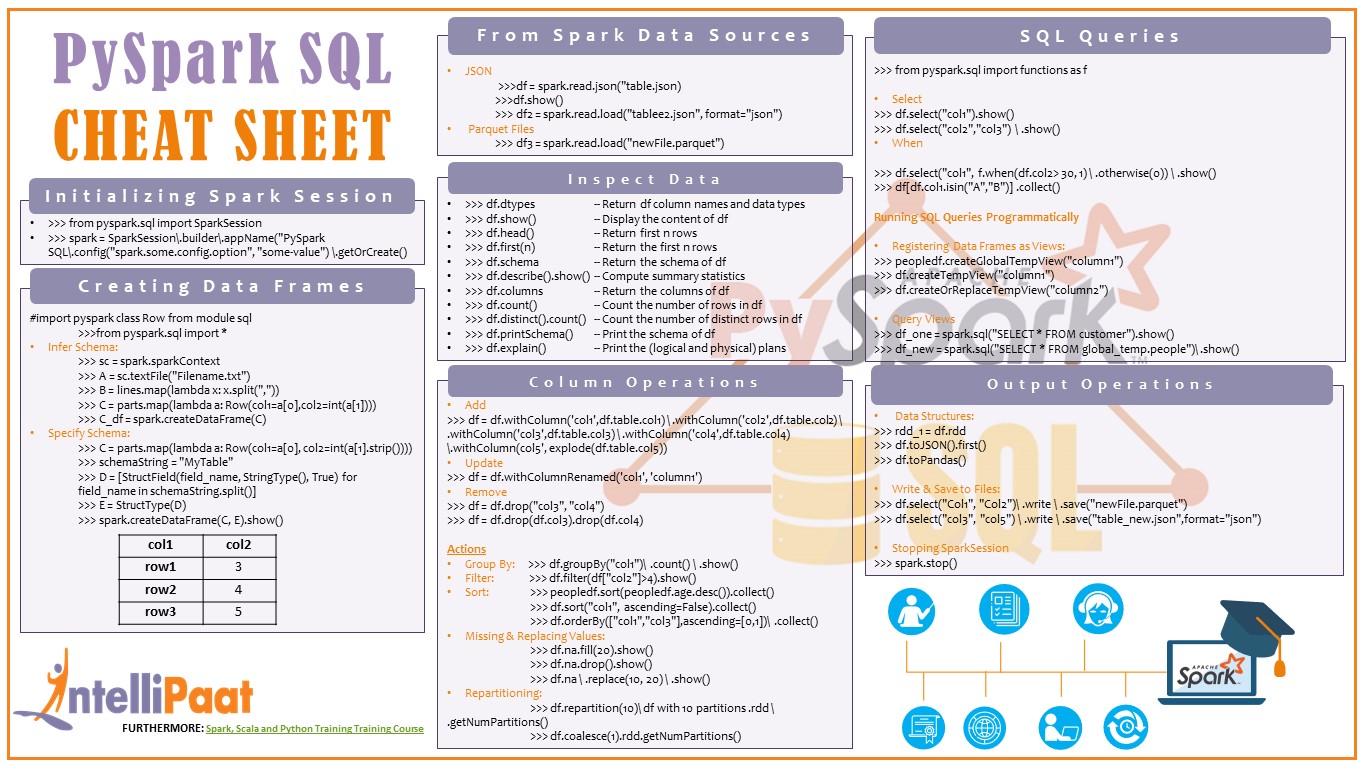 PySpark SQL
CHEAT SHEET
Initializing Spark Session
• >>> from pyspark.sql import SparkSession
• >>> spark = SparkSession\.builder\.appName("PySpark
SQL\.config("spark.some.config.option", "some-value") \.getOrCreate()
Creating Data Frames
#import pyspark class Row from module sql
>>>from pyspark.sql import *
• Infer Schema:
>>> sc = spark.sparkContext
>>> A = sc.textFile("Filename.txt")
>>> B = lines.map(lambda x: x.split(","))
>>> C = parts.map(lambda a: Row(col1=a[0],col2=int(a[1])))
>>> C_df = spark.createDataFrame(C)
• Specify Schema:
>>> C = parts.map(lambda a: Row(col1=a[0], col2=int(a[1].strip())))
>>> schemaString = "MyTable"
>>> D = [StructField(field_name, StringType(), True) for
field_name in schemaString.split()]
>>> E = StructType(D)
>>> spark.createDataFrame(C, E).show()
col1 col2
row1 3
row2 4
row3 5
IntelliPaat
FURTHERMORE: Spark, Scala and Python Training Training Course
From Spark Data Sources
• JSON
>>>df = spark.read.json("table.json)
>>>df.show()
>>> df2 = spark.read.load("tablee2.json", format="json")
• Parquet Files
>>> df3 = spark.read.load("newFile.parquet")
Inspect Data
• >>> df.dtypes -- Return df column names and data types
• >>> df.show() -- Display the content of df
• >>> df.head() -- Return first n rows
• >>> df.first(n) -- Return the first n rows
• >>> df.schema -- Return the schema of df
• >>> df.describe().show() -- Compute summary statistics
• >>> df.columns -- Return the columns of df
• >>> df.count() -- Count the number of rows in df
• >>> df.distinct().count() -- Count the number of distinct rows in df
• >>> df.printSchema() -- Print the schema of df
• >>> df.explain() -- Print the (logical and physical) plans
Column Operations
• Add
>>> df = df.withColumn('col1',df.table.col1) \ .withColumn('col2',df.table.col2) \
.withColumn('col3',df.table.col3) \ .withColumn('col4',df.table.col4)
\.withColumn(col5', explode(df.table.col5))
• Update
>>> df = df.withColumnRenamed('col1', 'column1')
• Remove
>>> df = df.drop("col3", "col4")
>>> df = df.drop(df.col3).drop(df.col4)
Actions
• Group By: >>> df.groupBy("col1")\ .count() \ .show()
• Filter: >>> df.filter(df["col2"]>4).show()
• Sort: >>> peopledf.sort(peopledf.age.desc()).collect()
>>> df.sort("col1", ascending=False).collect()
>>> df.orderBy(["col1","col3"],ascending=[0,1])\ .collect()
• Missing & Replacing Values:
>>> df.na.fill(20).show()
>>> df.na.drop().show()
>>> df.na \ .replace(10, 20) \ .show()
• Repartitioning:
>>> df.repartition(10)\ df with 10 partitions .rdd \
.getNumPartitions()
>>> df.coalesce(1).rdd.getNumPartitions()
SQL Queries
>>> from pyspark.sql import functions as f
• Select
>>> df.select("col1").show()
>>> df.select("col2","col3") \ .show()
• When
>>> df.select("col1", f.when(df.col2> 30, 1) \ .otherwise(0)) \ .show()
>>> df[df.col1.isin("A","B")] .collect()
Running SQL Queries Programmatically
• Registering Data Frames as Views:
>>> peopledf.createGlobalTempView("column1")
>>> df.createTempView("column1")
>>> df.createOrReplaceTempView("column2")
• Query Views
>>> df_one = spark.sql("SELECT * FROM customer").show()
>>> df_new = spark.sql("SELECT * FROM global_temp.people")\ .show()
APACHE
PySpark
TM
SQL
Output Operations
• Data Structures:
>>> rdd_1 = df.rdd
>>> df.toJSON().first()
>>> df.toPandas()
• Write & Save to Files:
>>> df.select("Col1", "Col2")\ .write \ .save("newFile.parquet")
>>> df.select("col3", "col5") \ .write \ .save("table_new.json",format="json")
• Stopping SparkSession
>>> spark.stop()
APACHE
Spark